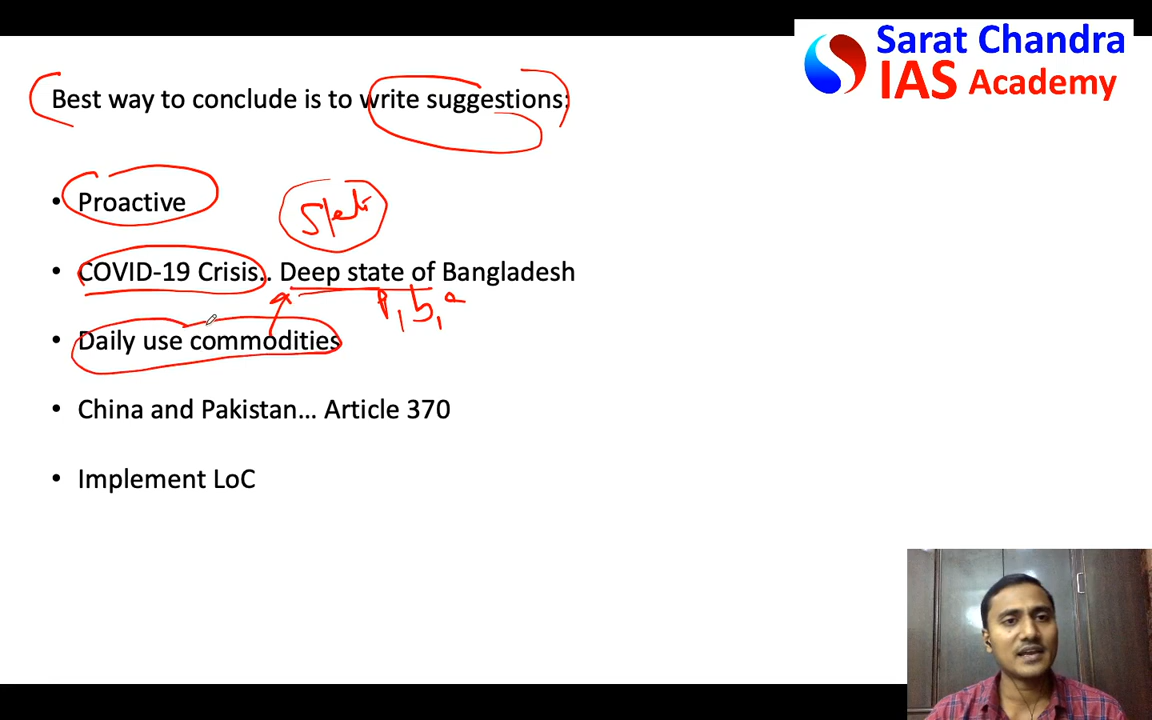 Sarat Chandra
IAS Academy
Best way to conclude is to write suggestions:
• Proactive
• COVID-19 Crisis.. Deep state of Bangladesh
• Daily use commodities
• China and Pakistan... Article 370
• Implement LoC